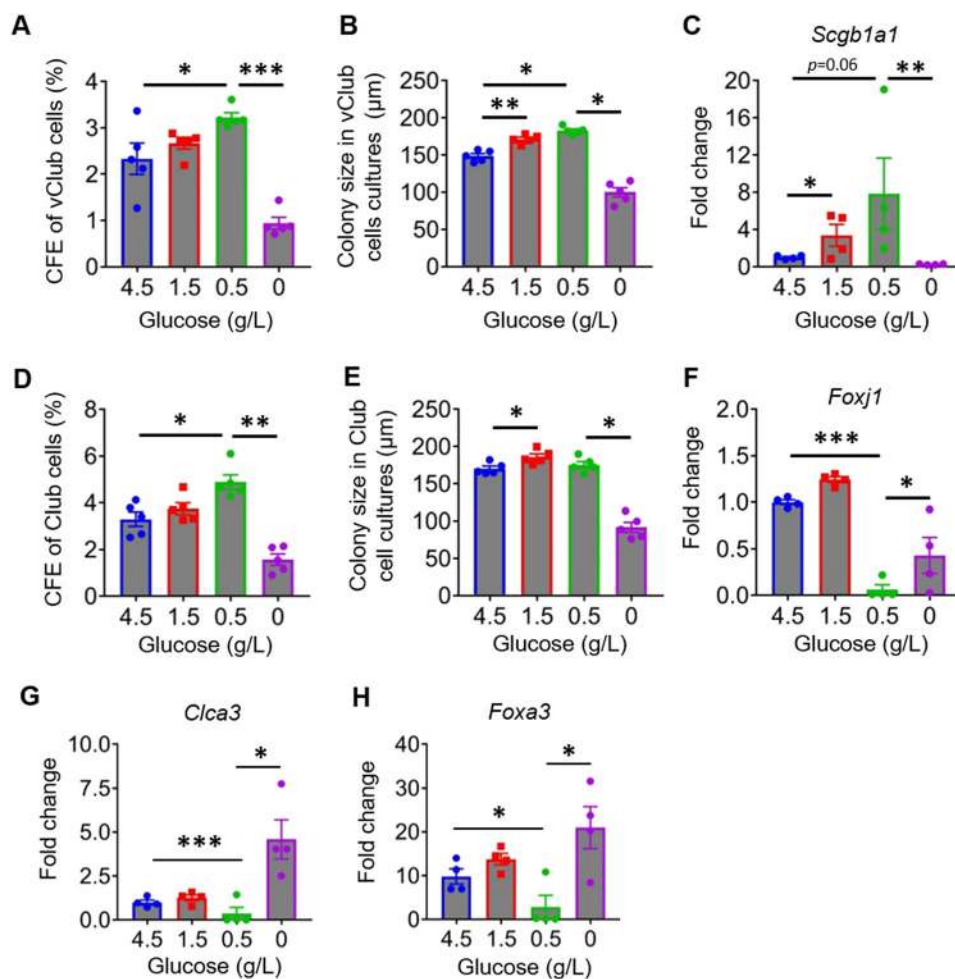 A
CFE of vClub cells (%)
4
3
2
1
0
*
***
4.5 1.5 0.5 0
Glucose (g/L)
B
Colony size in vClub
cells cultures (µm)
250
200
150
100
50
0
**
*
*
4.5 1.5 0.5 0
Glucose (g/L)
C
Scgb1a1
Fold change
20
16
12
8
4
0
p=0.06
**
*
4.5 1.5 0.5 0
Glucose (g/L)
D
CFE of Club cells (%)
8
6
4
2
0
*
**
4.5 1.5 0.5 0
Glucose (g/L)
E
Colony size in Club
cell cultures (µm)
250
200
150
100
50
0
*
*
4.5 1.5 0.5 0
Glucose (g/L)
F
Foxj1
Fold change
2.0
1.5
1.0
0.5
0.0
***
*
4.5 1.5 0.5 0
Glucose (g/L)
G
Clca3
Fold change
10.0
7.5
5.0
2.5
0.0
***
*
4.5 1.5 0.5 0
Glucose (g/L)
H
Foxa3
Fold change
40
30
20
10
0
*
*
4.5 1.5 0.5 0
Glucose (g/L)